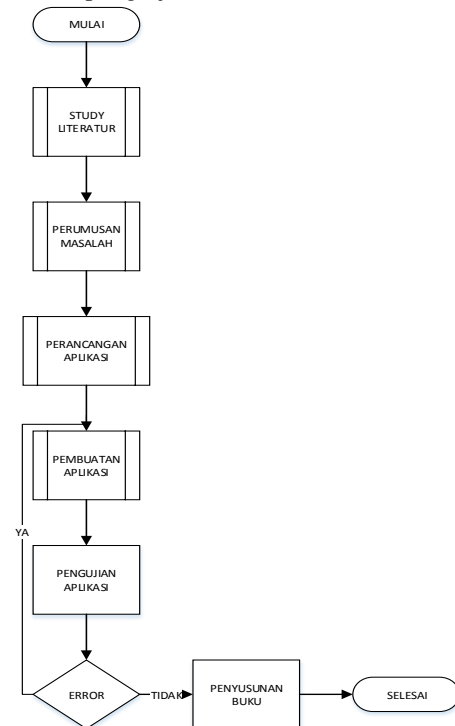 MULAI
STUDY
LITERATUR
PERUMUSAN
MASALAH
PERANCANGAN
APLIKASI
PEMBUATAN
APLIKASI
YA
PENGUJIAN
APLIKASI
ERROR
TIDAK
PENYUSUNAN
BUKU
SELESAI